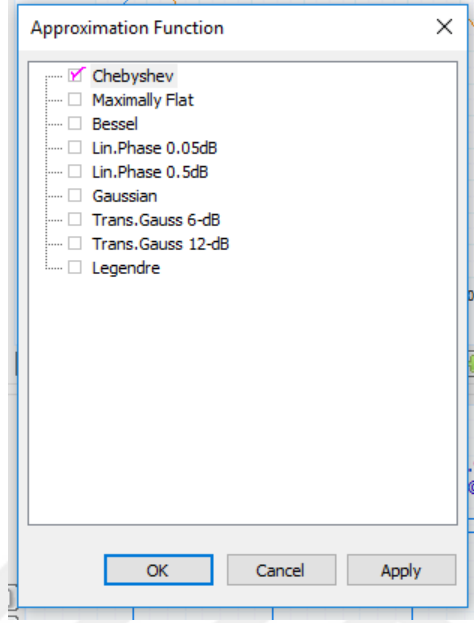 Approximation Function
Chebyshev
Maximally Flat
Bessel
Lin.Phase 0.05dB
Lin.Phase 0.5dB
Gaussian
Trans.Gauss 6-dB
Trans.Gauss 12-dB
Legendre
OK Cancel Apply